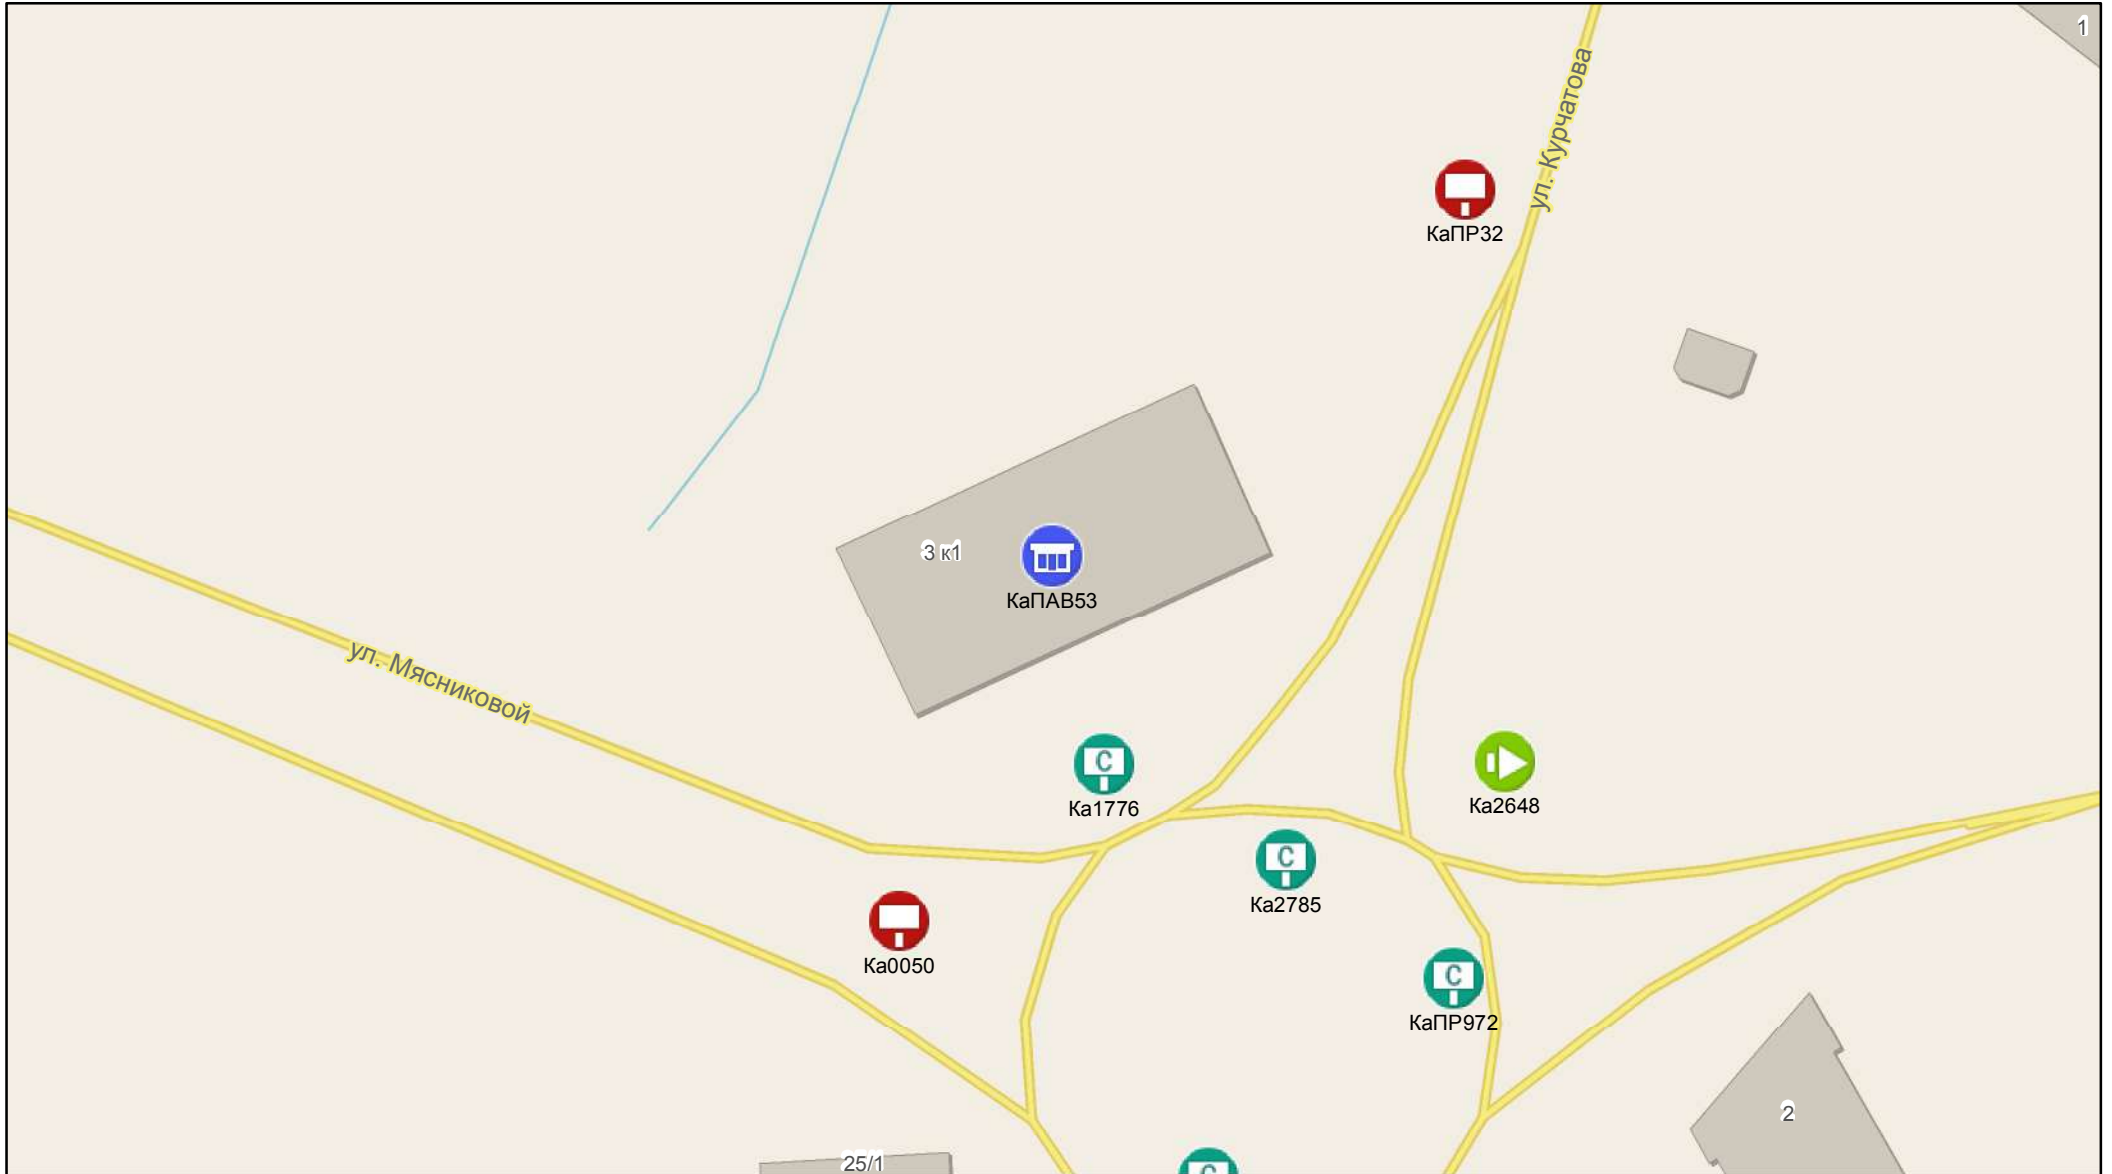 1
ул. Курчатова
КаПР32
3 к1
КаПАВ53
ул. Мясниковой
С
Ка1776
Ка2648
С
Ка2785
Ка0050
С
КаПР972
2
25/1
С